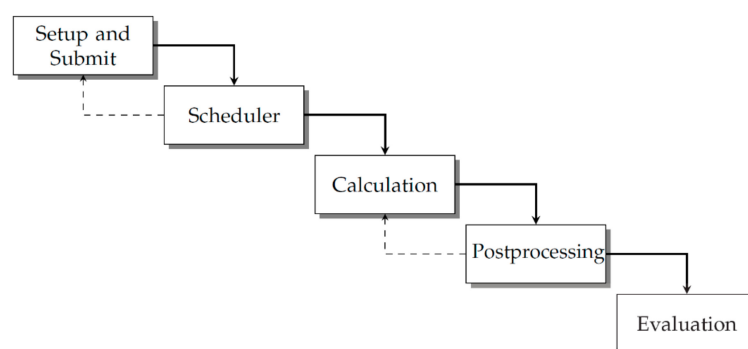 Setup and
Submit
Scheduler
Calculation
Postprocessing
Evaluation